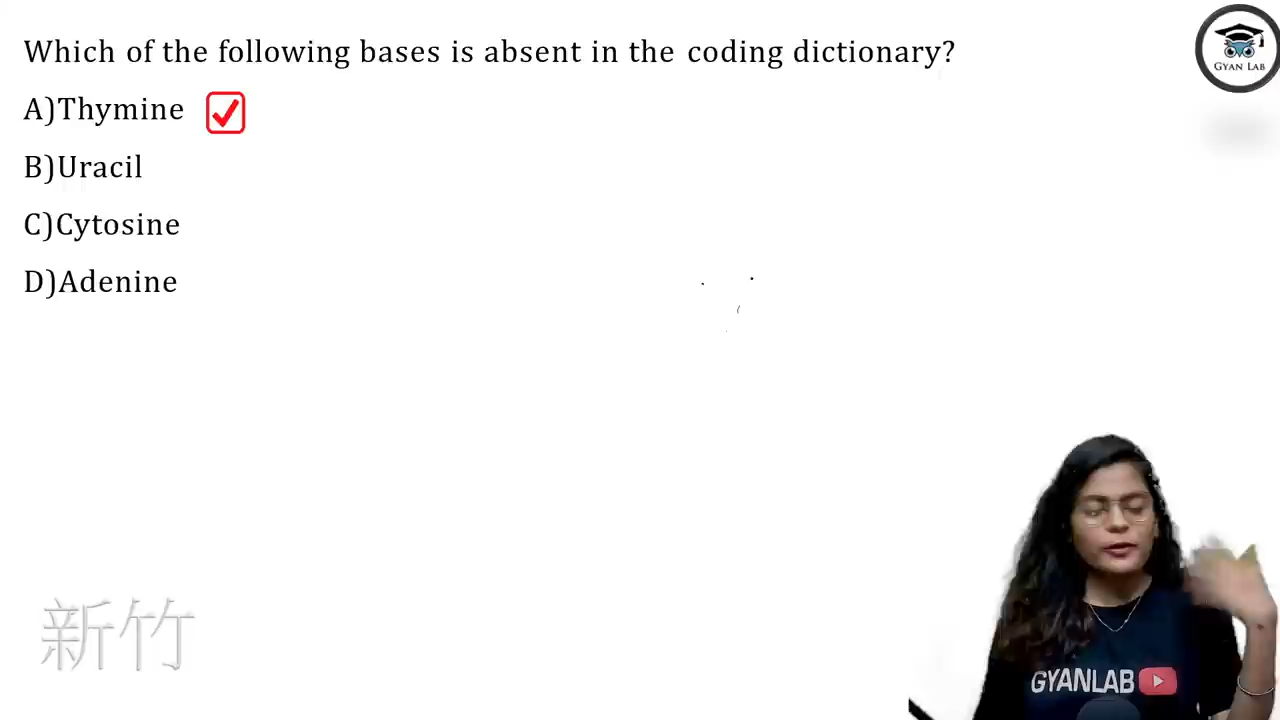 Which of the following bases is absent in the coding dictionary?
GYAN LAB
A)Thymine
B)Uracil
C)Cytosine
D)Adenine
新竹
GYANLAB